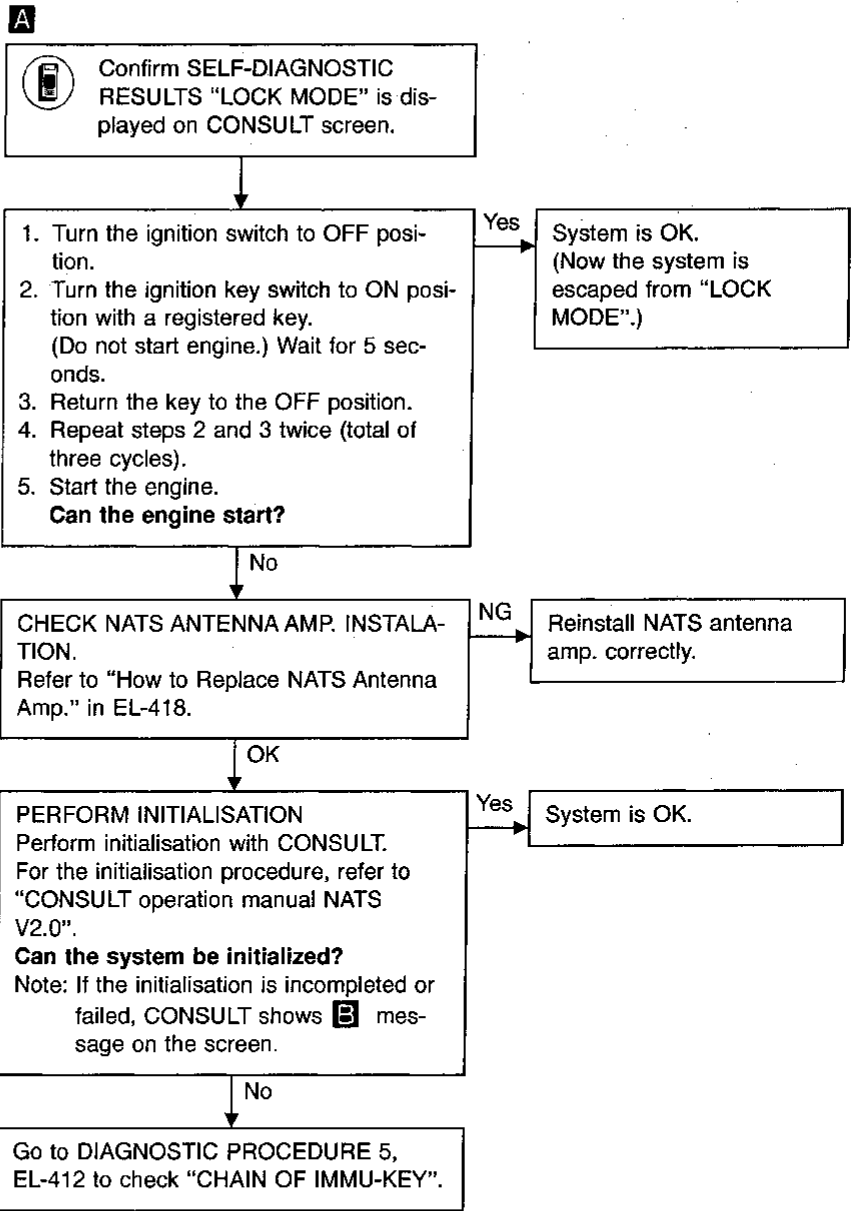 A
Confirm SELF-DIAGNOSTIC
RESULTS "LOCK MODE" is dis-
played on CONSULT screen.
1. Turn the ignition switch to OFF posi-
tion.
2. Turn the ignition key switch to ON posi-
tion with a registered key.
(Do not start engine.) Wait for 5 sec-
onds.
3. Return the key to the OFF position.
4. Repeat steps 2 and 3 twice (total of
three cycles).
5. Start the engine.
Can the engine start?
Yes
System is OK.
(Now the system is
escaped from "LOCK
MODE".)
No
CHECK NATS ANTENNA AMP. INSTALA-
TION.
Refer to "How to Replace NATS Antenna
Amp." in EL-418.
NG
Reinstall NATS antenna
amp. correctly.
OK
PERFORM INITIALISATION
Perform initialisation with CONSULT.
For the initialisation procedure, refer to
"CONSULT operation manual NATS
V2.0".
Can the system be initialized?
Note: If the initialisation is incompleted or
failed, CONSULT shows B mes-
sage on the screen.
Yes
System is OK.
No
Go to DIAGNOSTIC PROCEDURE 5,
EL-412 to check "CHAIN OF IMMU-KEY".